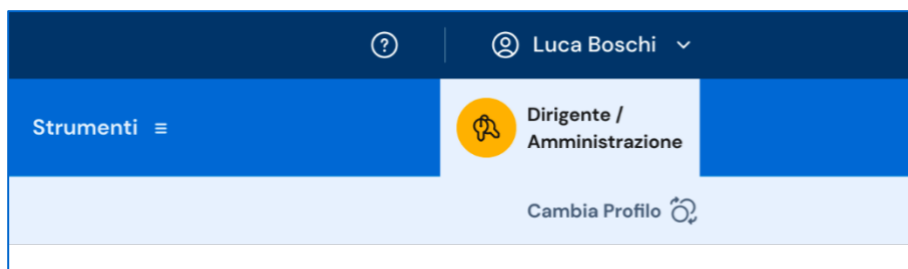 Luca Boschi
Strumenti
Dirigente /
Amministrazione
Cambia Profilo